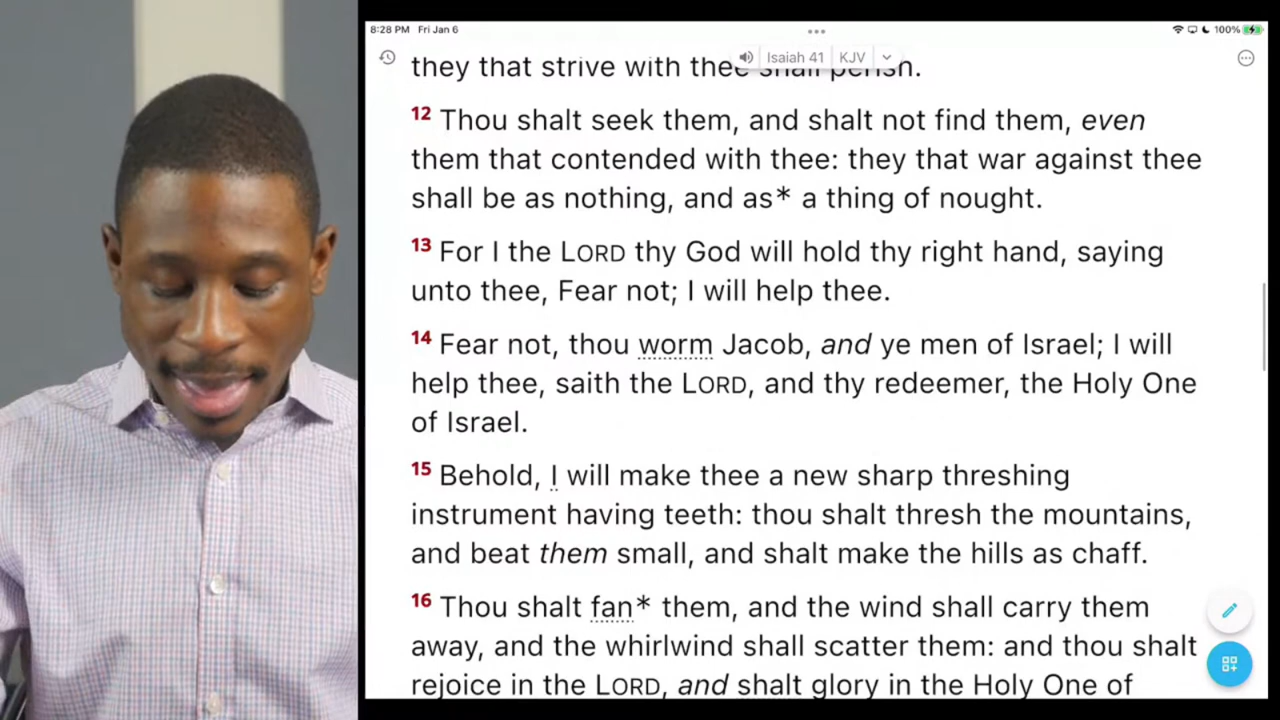 8:28 PM Fri Jan 6
100%
Isaiah 41 KJV
they that strive with thee shall perish.
12 Thou shalt seek them, and shalt not find them, even
them that contended with thee: they that war against thee
shall be as nothing, and as* a thing of nought.
13 For I the LORD thy God will hold thy right hand, saying
unto thee, Fear not; I will help thee.
14 Fear not, thou worm Jacob, and ye men of Israel; I will
help thee, saith the LORD, and thy redeemer, the Holy One
of Israel.
15 Behold, I will make thee a new sharp threshing
instrument having teeth: thou shalt thresh the mountains,
and beat them small, and shalt make the hills as chaff.
16 Thou shalt fan* them, and the wind shall carry them
away, and the whirlwind shall scatter them: and thou shalt
rejoice in the LORD, and shalt glory in the Holy One of